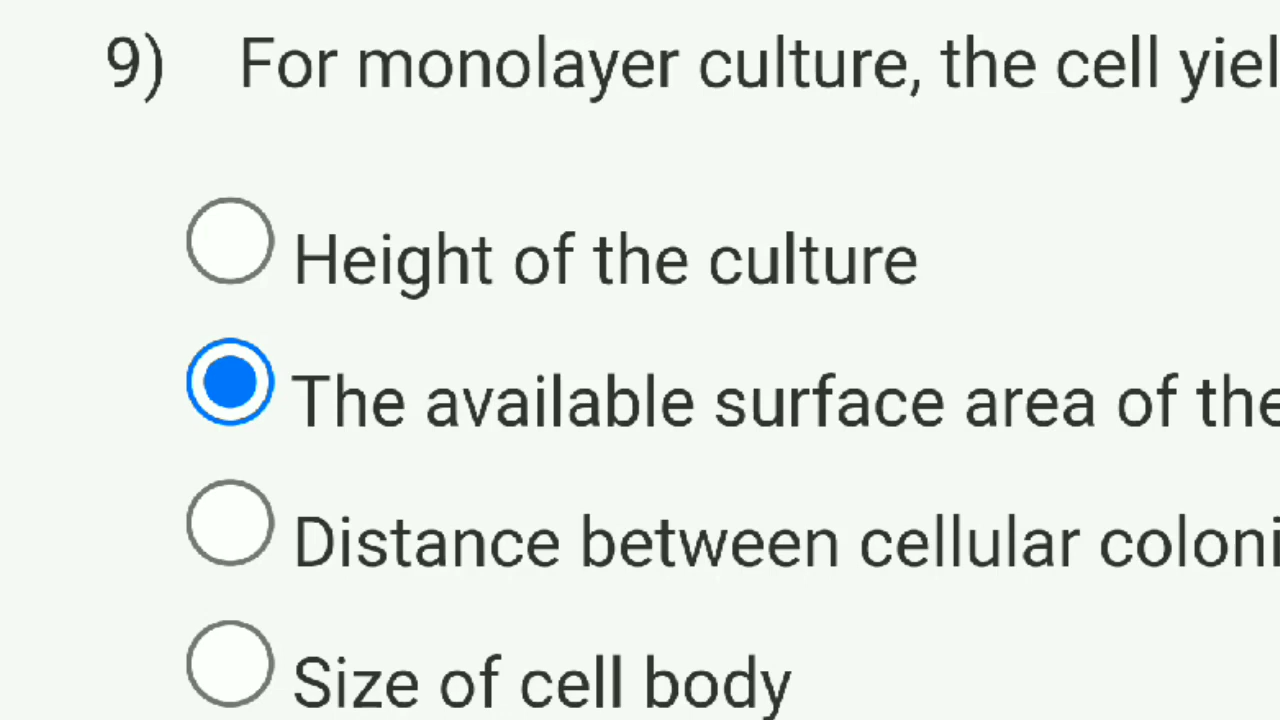 9) For monolayer culture, the cell yiel
Height of the culture
The available surface area of the
Distance between cellular coloni
Size of cell body